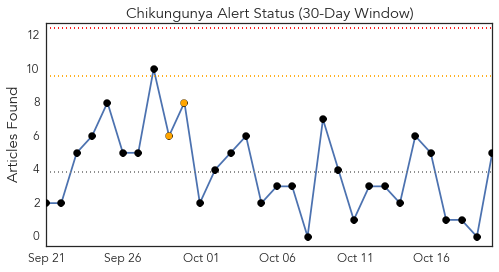 Chikungunya Alert Status (30-Day Window)
Articles Found
12
10
8
6
4
2
0
Sep 21 Sep 26 Oct 01 Oct 06 Oct 11 Oct 16